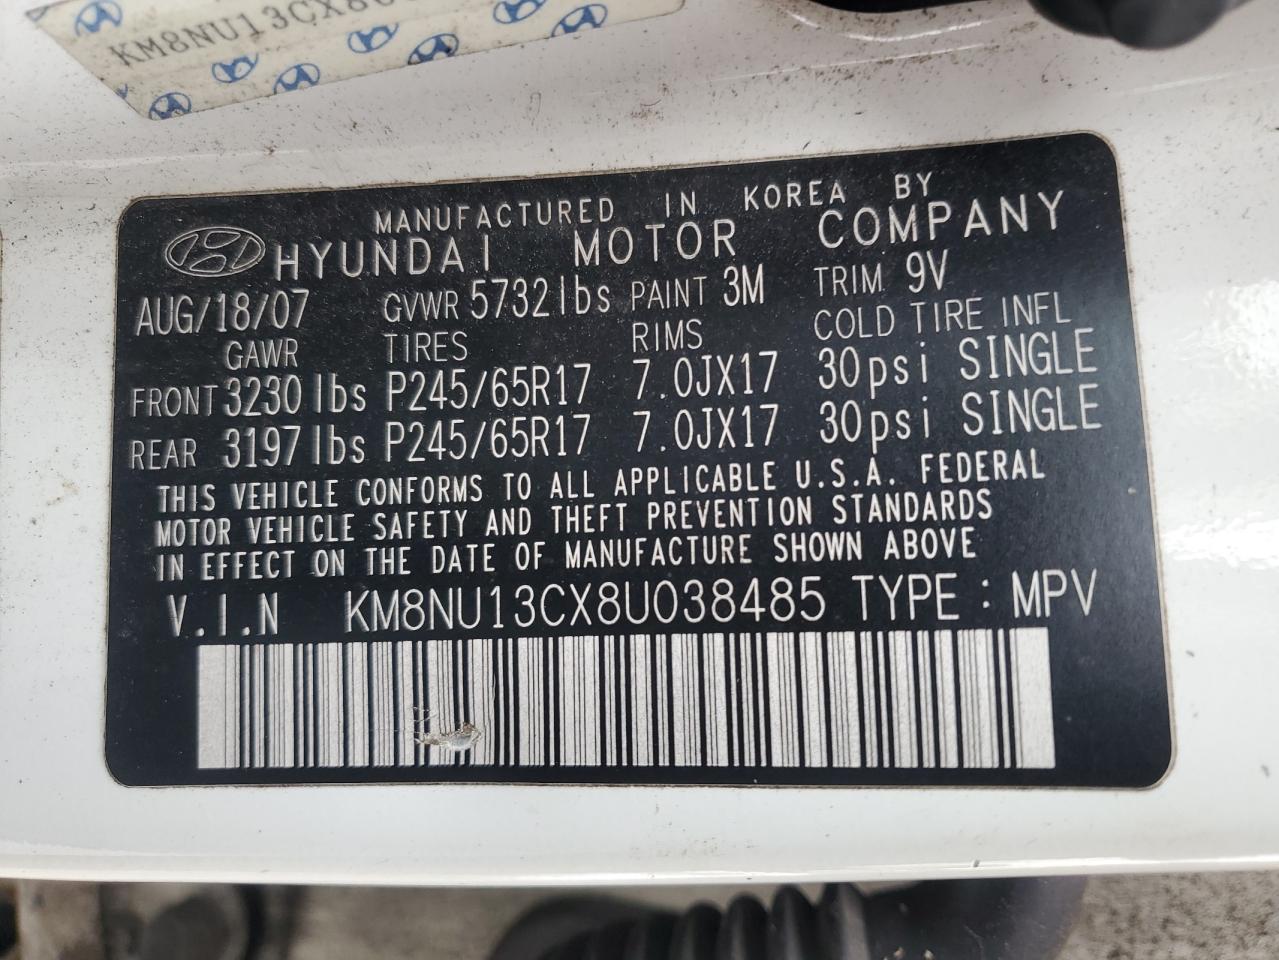 KM8NU13CX8U
MANUFACTURED IN KOREA BY
HYUNDAI MOTOR COMPANY
AUG/18/07 GVWR 5732lbs PAINT 3M TRIM 9V
GAWR TIRES RIMS COLD TIRE INFL
FRONT 3230lbs P245/65R17 7.0JX17 30psi SINGLE
REAR 3197lbs P245/65R17 7.0JX17 30psi SINGLE
THIS VEHICLE CONFORMS TO ALL APPLICABLE U.S.A. FEDERAL
MOTOR VEHICLE SAFETY AND THEFT PREVENTION STANDARDS
IN EFFECT ON THE DATE OF MANUFACTURE SHOWN ABOVE
V.I.N KM8NU13CX8U038485 TYPE : MPV